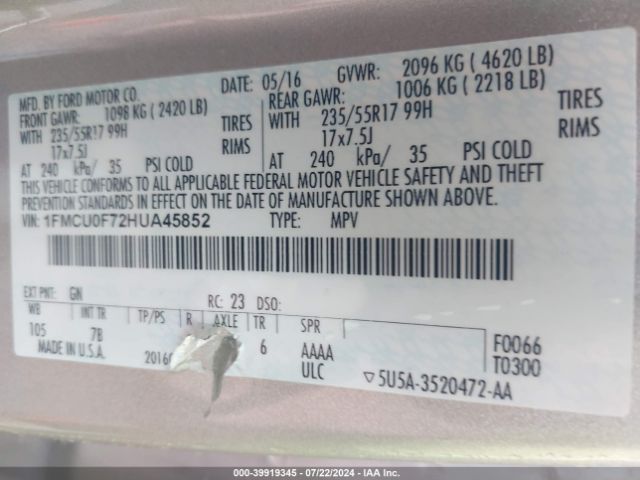 MFD. BY FORD MOTOR CO. DATE: 05/16 GVWR: 2096 KG ( 4620 LB)
FRONT GAWR: 1098 KG ( 2420 LB) REAR GAWR: 1006 KG ( 2218 LB)
WITH 235/55R17 99H TIRES WITH 235/55R17 99H TIRES
17x7.5J RIMS 17x7.5J RIMS
AT 240 kPa/ 35 PSI COLD AT 240 kPa/ 35 PSI COLD
THIS VEHICLE CONFORMS TO ALL APPLICABLE FEDERAL MOTOR VEHICLE SAFETY AND THEFT
PREVENTION STANDARDS IN EFFECT ON THE DATE OF MANUFACTURE SHOWN ABOVE.
VIN: 1FMCU0F72HUA45852 TYPE: MPV
EXT PNT: GN RC: 23 DSO:
WB INT TR TP/PS R AXLE TR SPR
105 7B 6 AAAA F0066
MADE IN U.S.A. ULC T0300
▽5U5A-3520472-AA
000-39919345 - 07/22/2024 - IAA Inc.